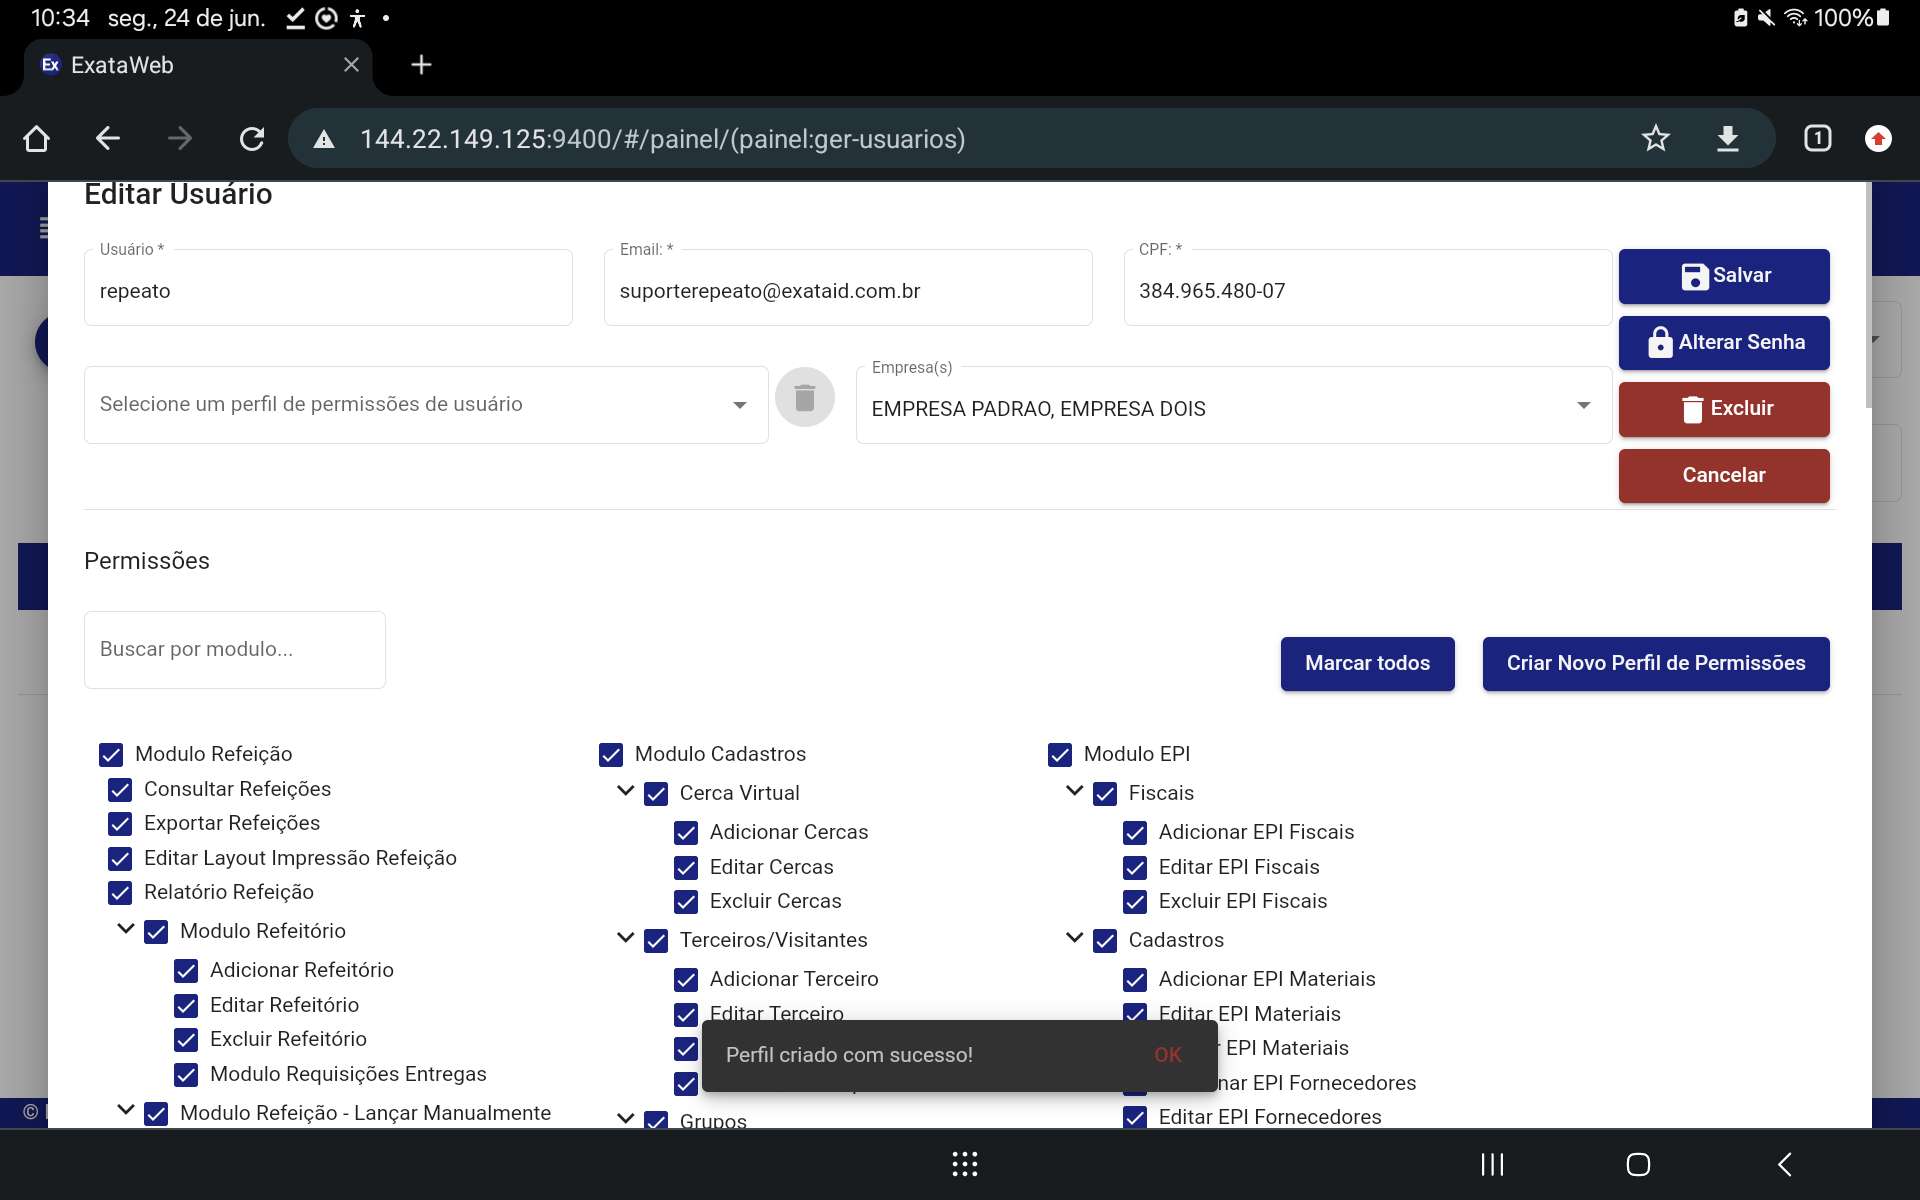 10:34 seg., 24 de jun. 100%
Ex ExataWeb
144.22.149.125:9400/#/painel/(painel:ger-usuarios) 1
Editar Usuário
Usuário * Email: * CPF: *
repeato suporterepeato@exataid.com.br 384.965.480-07 Salvar
Alterar Senha
Empresa(s)
Selecione um perfil de permissões de usuário EMPRESA PADRAO, EMPRESA DOIS Excluir
Cancelar
Permissões
Buscar por modulo... Marcar todos Criar Novo Perfil de Permissões
Modulo Refeição Modulo Cadastros Modulo EPI
Consultar Refeições Cerca Virtual Fiscais
Exportar Refeições Adicionar Cercas Adicionar EPI Fiscais
Editar Layout Impressão Refeição Editar Cercas Editar EPI Fiscais
Relatório Refeição Excluir Cercas Excluir EPI Fiscais
Modulo Refeitório Terceiros/Visitantes Cadastros
Adicionar Refeitório Adicionar Terceiro Adicionar EPI Materiais
Editar Refeitório Editar Terceiro Editar EPI Materiais
Excluir Refeitório EPI Materiais
Perfil criado com sucesso! OK
Modulo Requisições Entregas nar EPI Fornecedores
Modulo Refeição - Lançar Manualmente Grupos Editar EPI Fornecedores
©